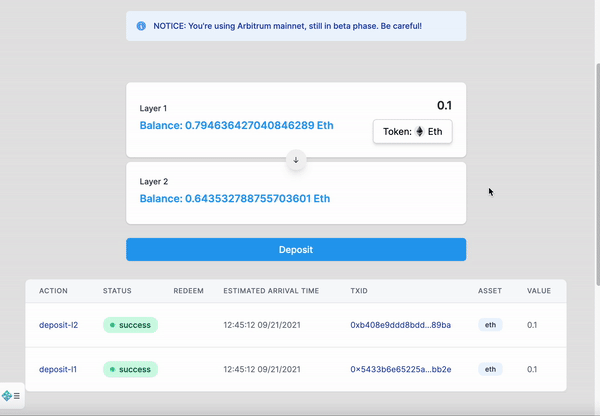 NOTICE: You're using Arbitrum mainnet, still in beta phase. Be careful!
Layer 1
0.1
Balance: 0.794636427040846289 Eth
Token: Eth
Layer 2
Balance: 0.643532788755703601 Eth
Deposit
ACTION STATUS REDEEM ESTIMATED ARRIVAL TIME TXID ASSET VALUE
deposit-l2 success 12:45:12 09/21/2021 0xb408e9ddd8bdd...89ba eth 0.1
deposit-l1 success 12:45:12 09/21/2021 0x5433b6e65225a...bb2e eth 0.1